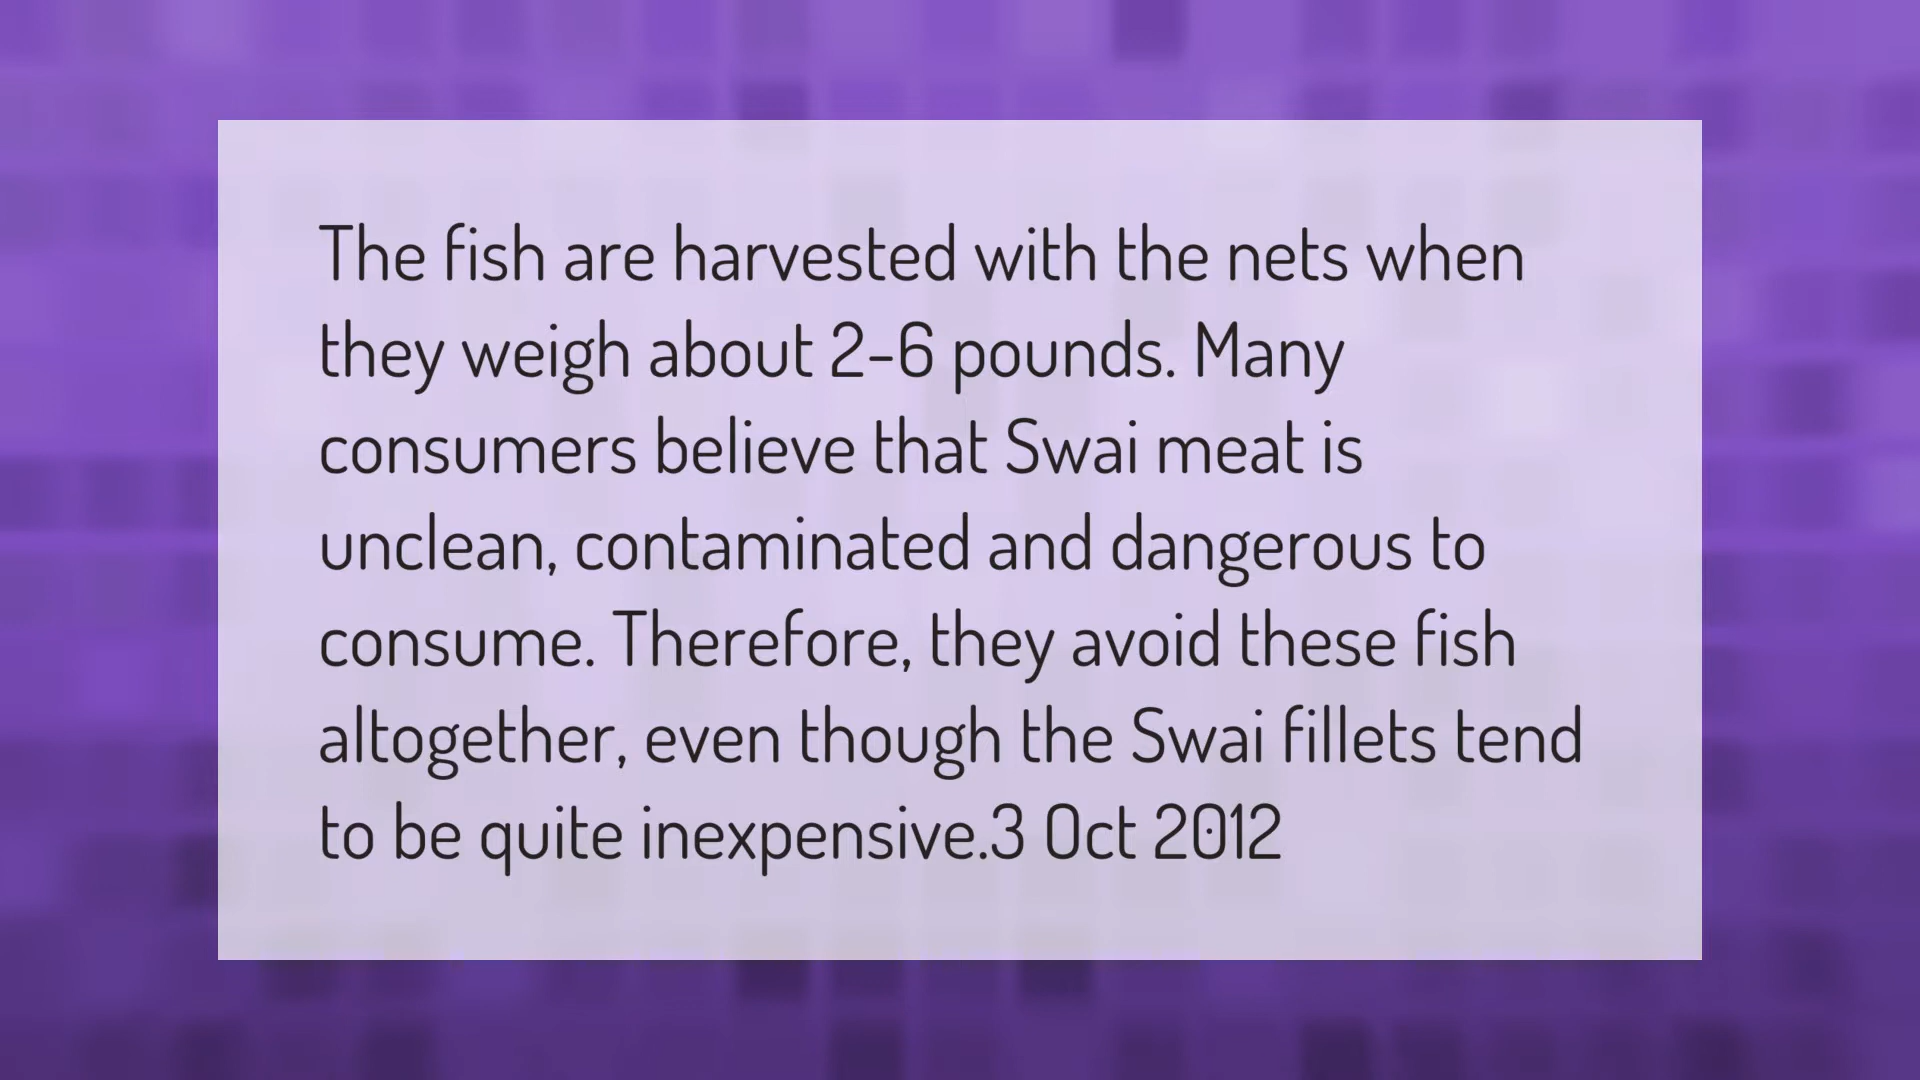 The fish are harvested with the nets when
they weigh about 2-6 pounds. Many
consumers believe that Swai meat is
unclean, contaminated and dangerous to
consume. Therefore, they avoid these fish
altogether, even though the Swai fillets tend
to be quite inexpensive.3 Oct 2012